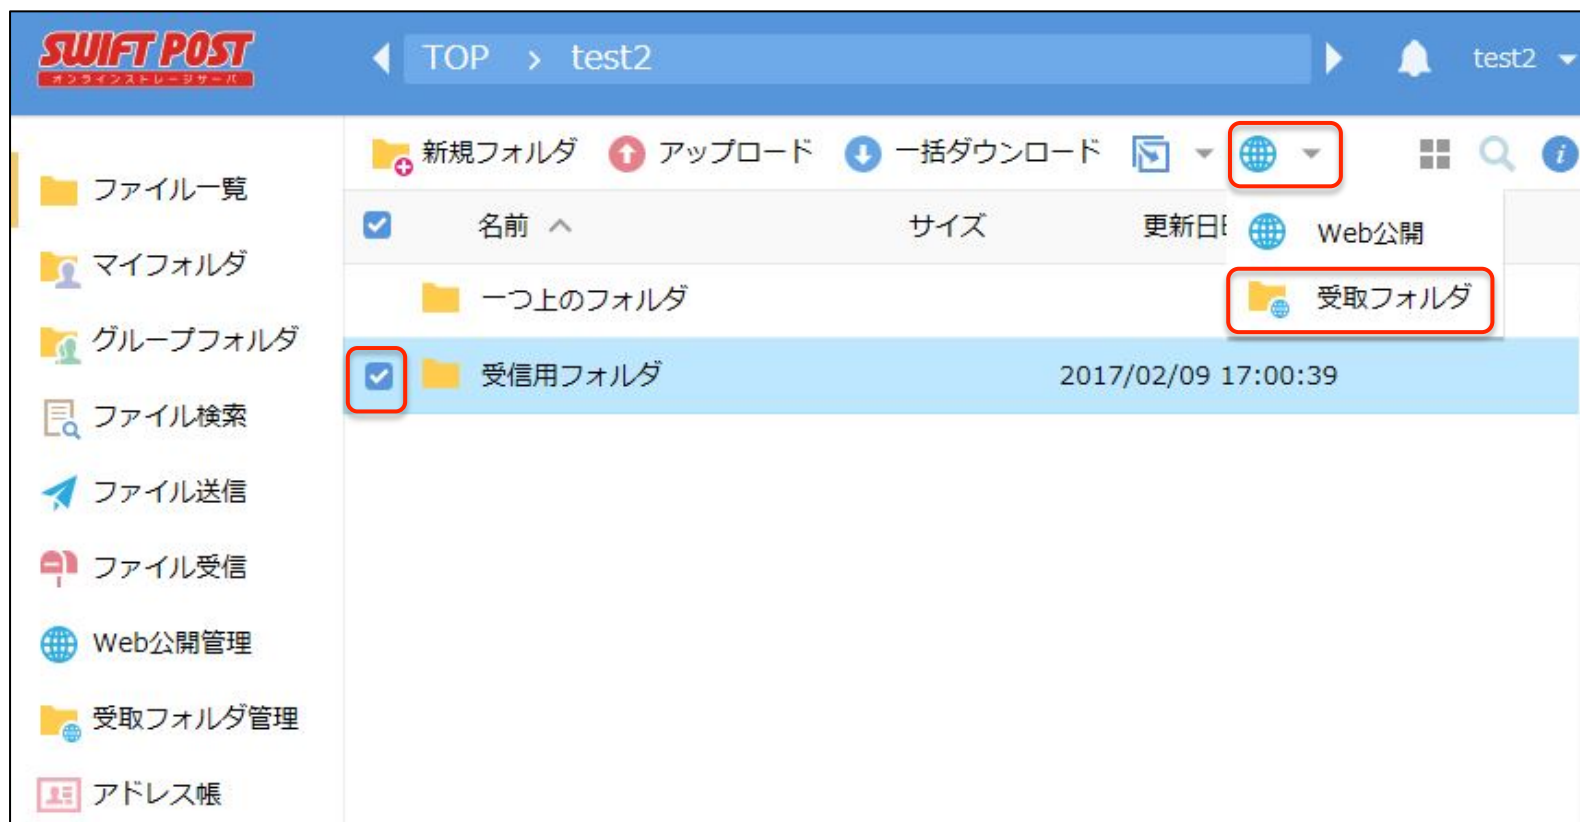 SWIFT POST
オンラインストレージサーバ
TOP > test2
test2
新規フォルダ アップロード 一括ダウンロード
名前 サイズ 更新日
Web公開
受取フォルダ
一つ上のフォルダ
受信用フォルダ 2017/02/09 17:00:39
ファイル一覧
マイフォルダ
グループフォルダ
ファイル検索
ファイル送信
ファイル受信
Web公開管理
受取フォルダ管理
アドレス帳